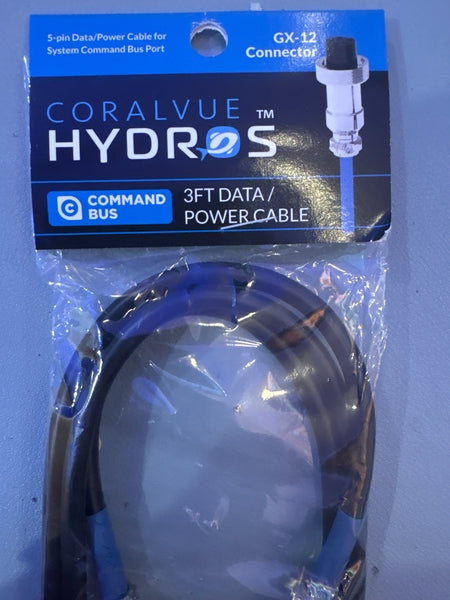 5-pin Data/Power Cable for
System Command Bus Port
GX-12
Connector
CORALVUE
HYDROS™
C COMMAND
BUS
3FT DATA /
POWER CABLE